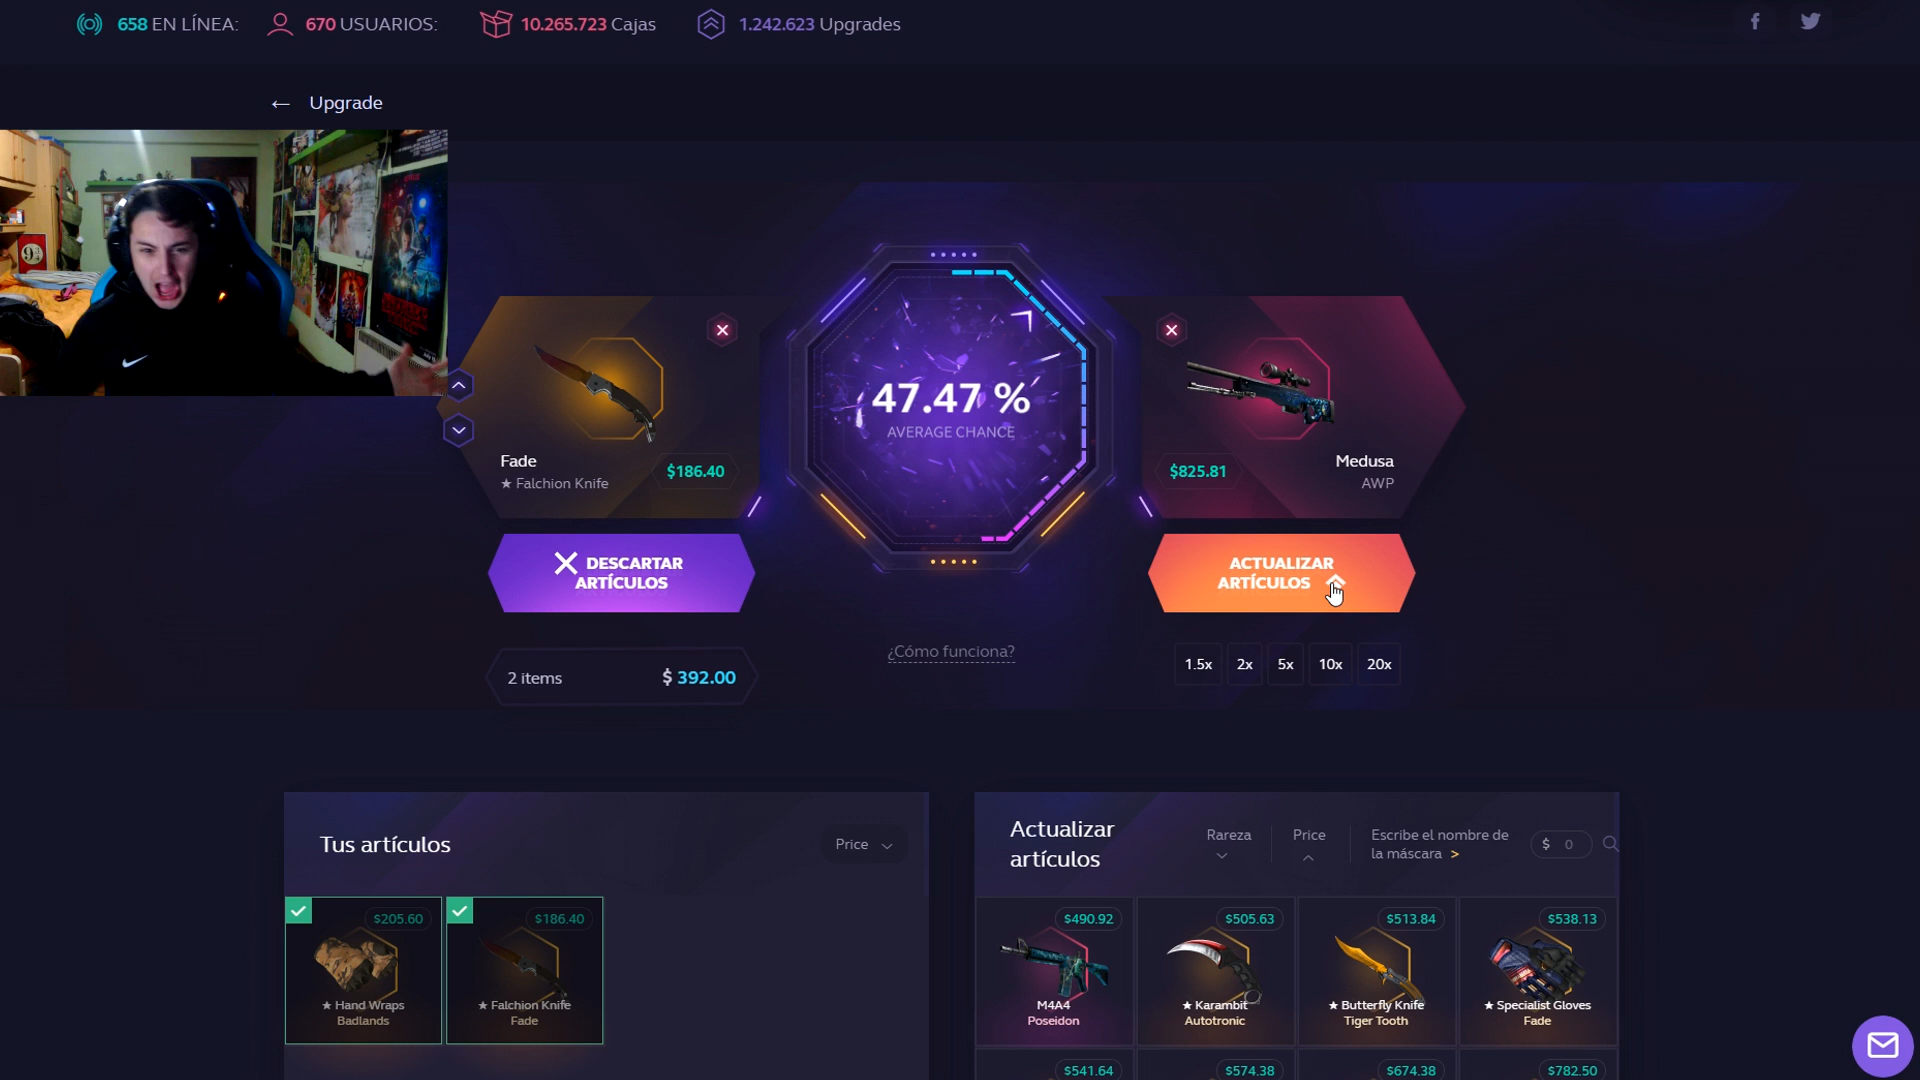 658 EN LÍNEA:
670 USUARIOS:
10.265.723 Cajas
1.242.623 Upgrades
← Upgrade
9¾
47.47 %
AVERAGE CHANCE
Fade
★ Falchion Knife
$186.40
$825.81
Medusa
AWP
DESCARTAR
ARTÍCULOS
ACTUALIZAR
ARTÍCULOS
2 items
$ 392.00
¿Cómo funciona?
1.5x
2x
5x
10x
20x
Tus artículos
Price
$205.60
★ Hand Wraps
Badlands
$186.40
★ Falchion Knife
Fade
Actualizar
artículos
Rareza
Price
Escribe el nombre de
la máscara >
$ 0
$490.92
M4A4
Poseidon
$505.63
★ Karambit
Autotronic
$513.84
★ Butterfly Knife
Tiger Tooth
$538.13
★ Specialist Gloves
Fade
$541.64
$574.38
$674.38
$782.50